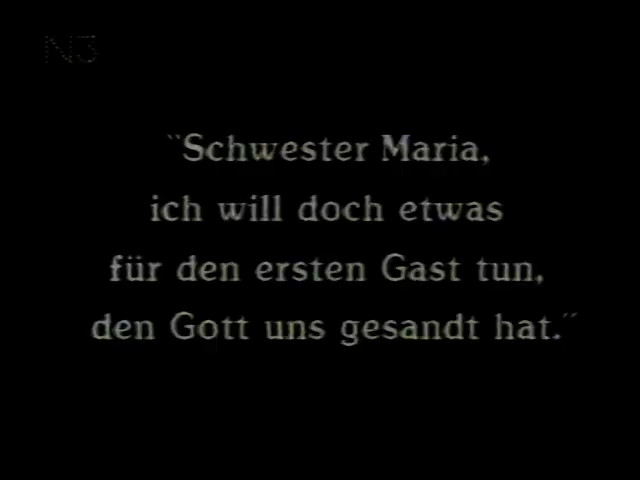 N3
"Schwester Maria,
ich will doch etwas
für den ersten Gast tun,
den Gott uns gesandt hat."